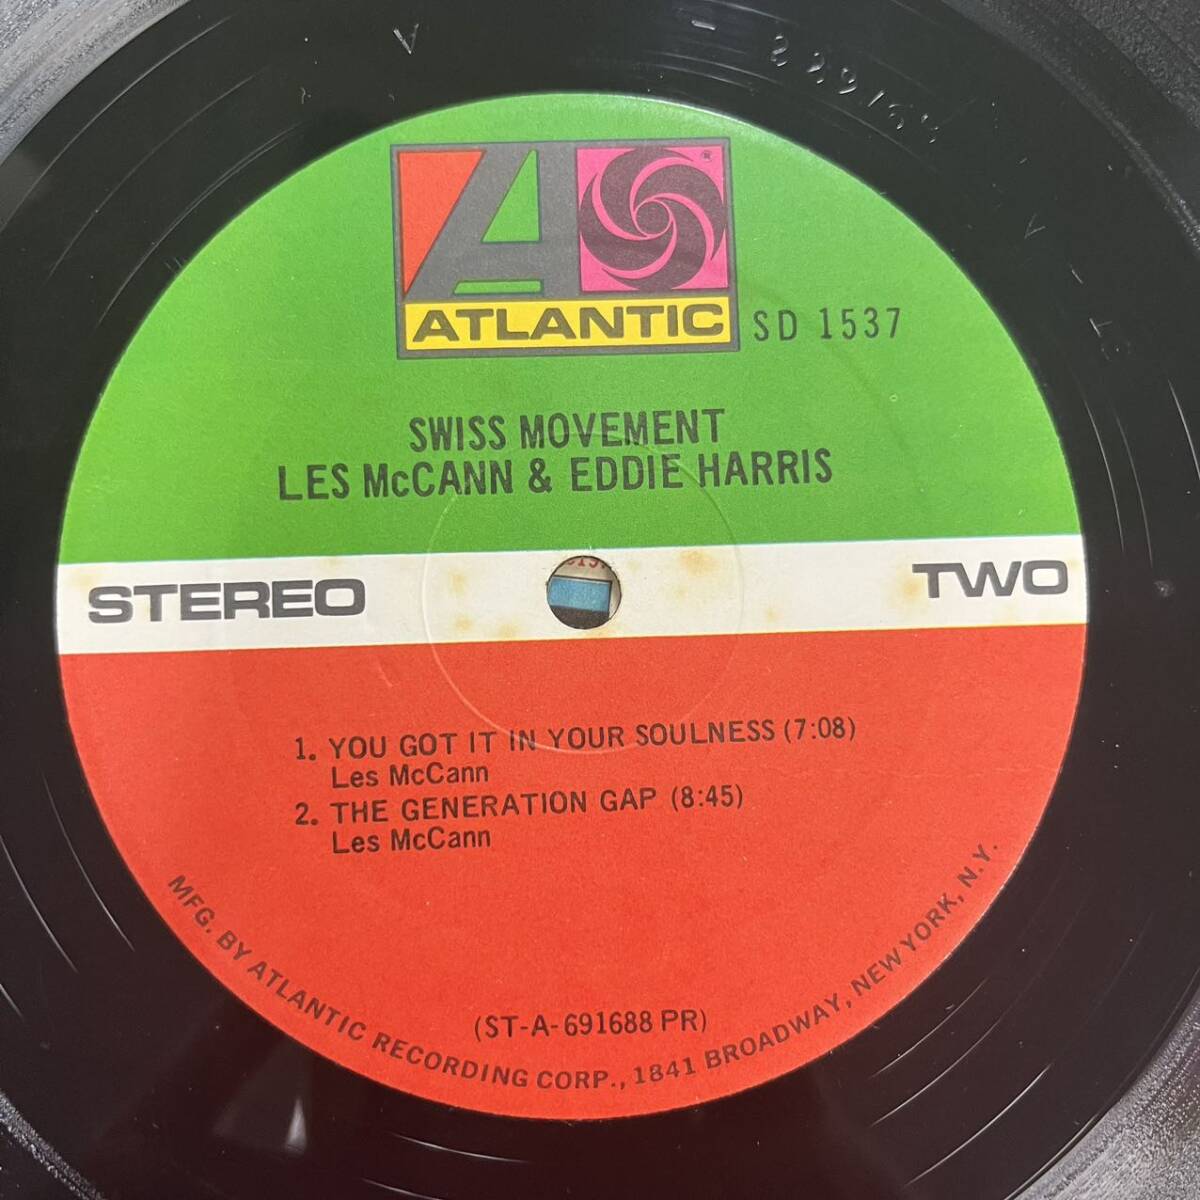 ATLANTIC
®
SD 1537
SWISS MOVEMENT
LES McCANN & EDDIE HARRIS
STEREO
TWO
1. YOU GOT IT IN YOUR SOULNESS (7:08)
Les McCann
2. THE GENERATION GAP (8:45)
Les McCann
(ST-A-691688 PR)
MFG. BY ATLANTIC RECORDING CORP., 1841 BROADWAY, NEW YORK, N.Y.